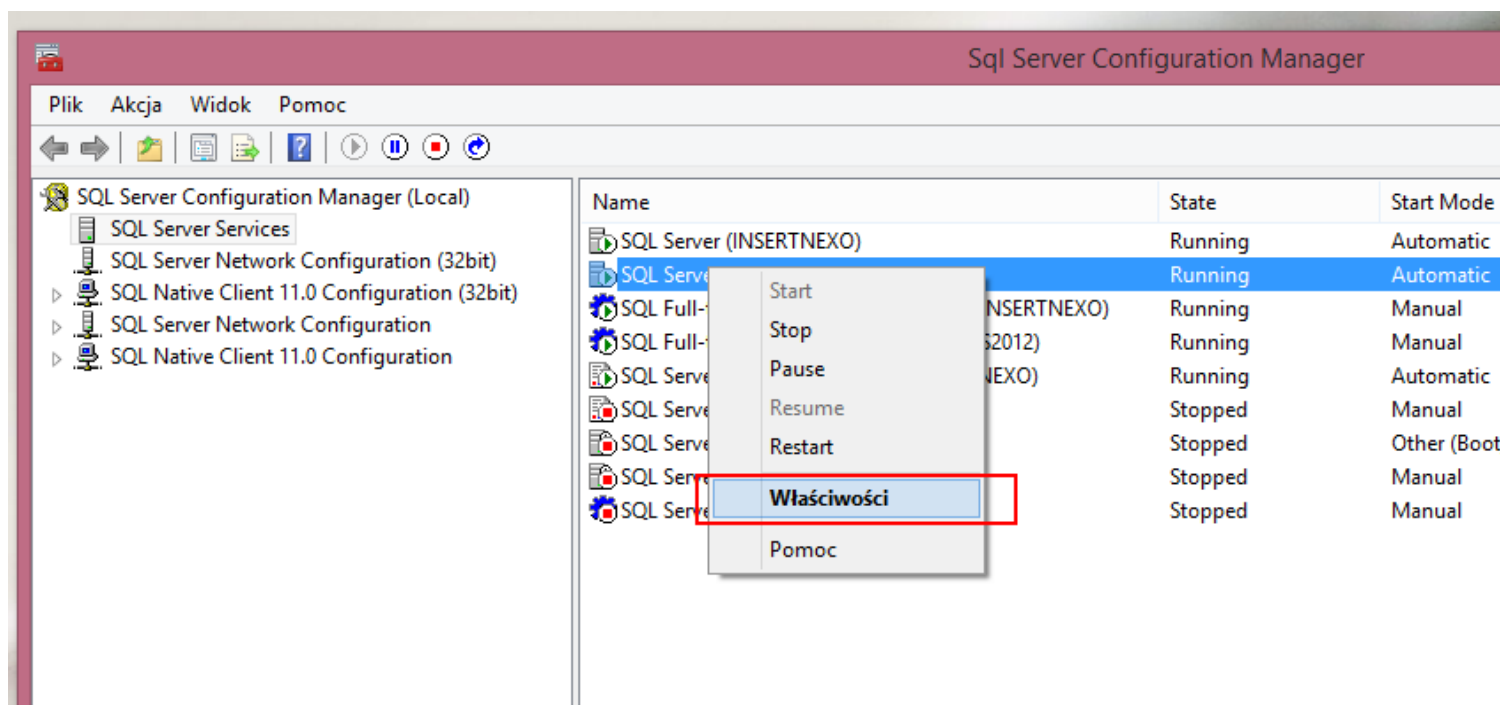 Sql Server Configuration Manager
Plik Akcja Widok Pomoc
SQL Server Configuration Manager (Local)
SQL Server Services
SQL Server Network Configuration (32bit)
SQL Native Client 11.0 Configuration (32bit)
SQL Server Network Configuration
SQL Native Client 11.0 Configuration
Name State Start Mode
SQL Server (INSERTNEXO) Running Automatic
SQL Serve Running Automatic
SQL Full- NSERTNEXO) Running Manual
SQL Full- S2012) Running Manual
SQL Serve NEXO) Running Automatic
SQL Serve Stopped Manual
SQL Serve Stopped Other (Boot
SQL Serve Stopped Manual
SQL Serve Stopped Manual
Start
Stop
Pause
Resume
Restart
Właściwości
Pomoc